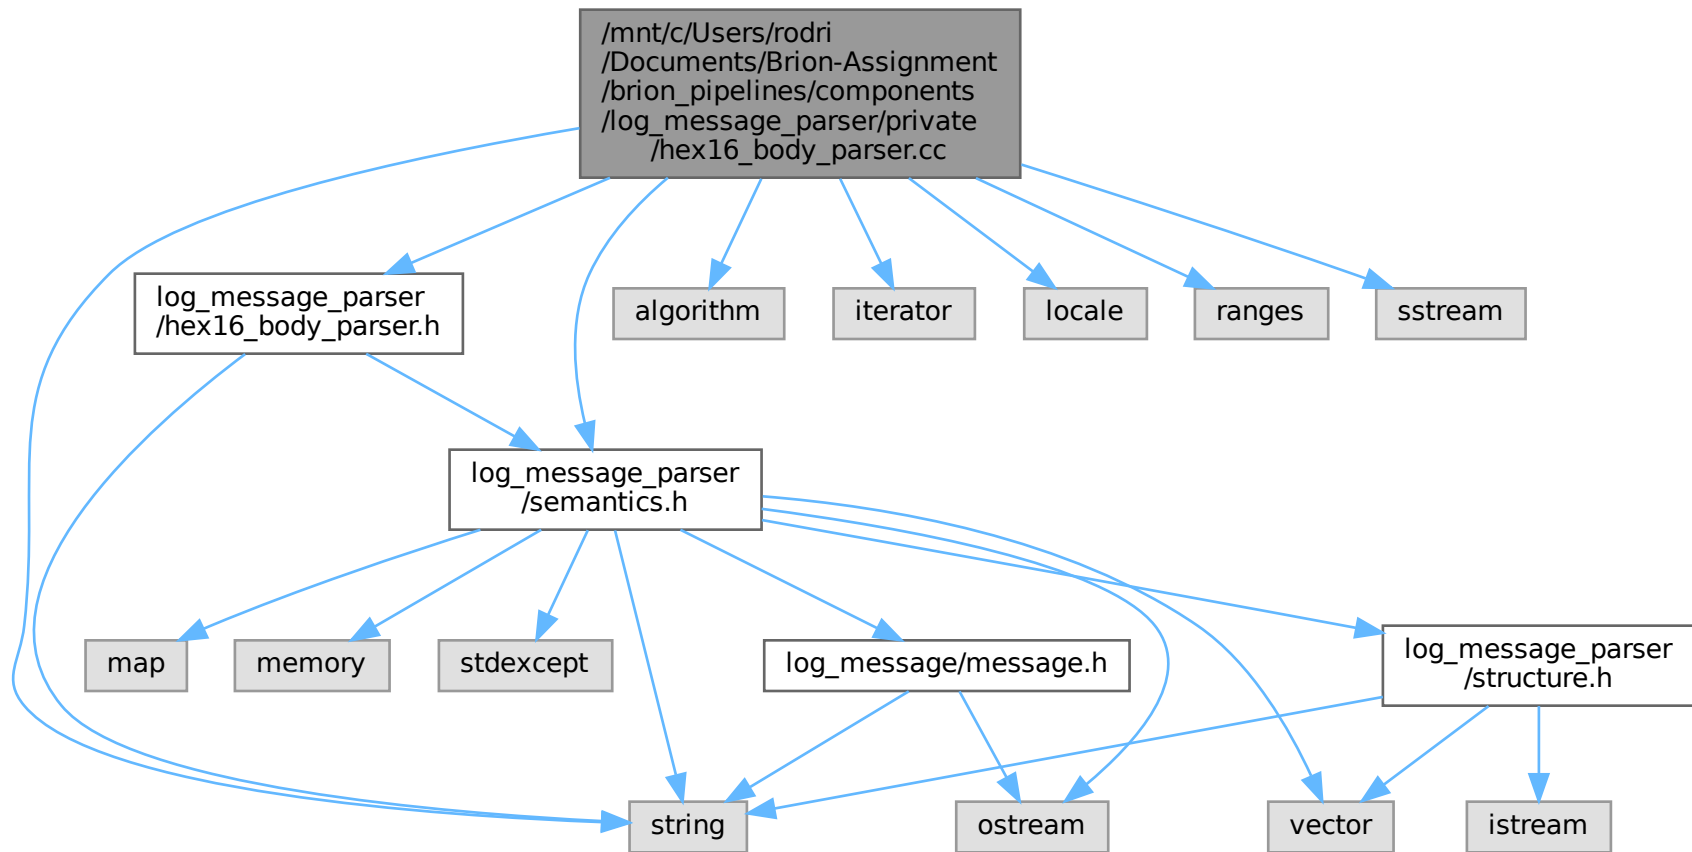 /mnt/c/Users/rodri
/Documents/Brion-Assignment
/brion_pipelines/components
/log_message_parser/private
/hex16_body_parser.cc
log_message_parser
/hex16_body_parser.h
algorithm
iterator
locale
ranges
sstream
log_message_parser
/semantics.h
map
memory
stdexcept
log_message/message.h
log_message_parser
/structure.h
string
ostream
vector
istream